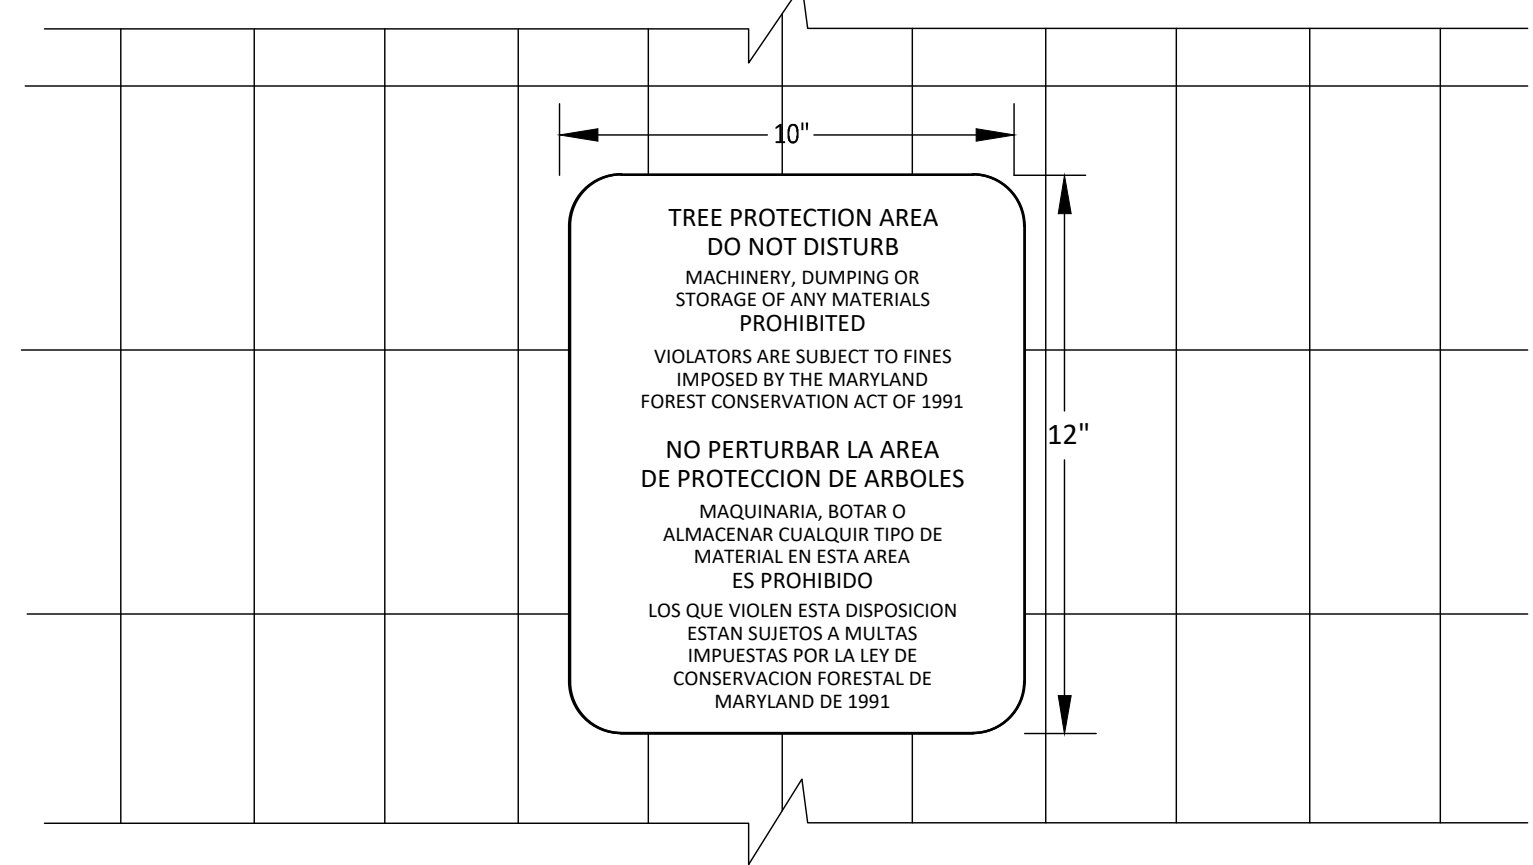 10"
TREE PROTECTION AREA
DO NOT DISTURB
MACHINERY, DUMPING OR
STORAGE OF ANY MATERIALS
PROHIBITED
VIOLATORS ARE SUBJECT TO FINES
IMPOSED BY THE MARYLAND
FOREST CONSERVATION ACT OF 1991
12"
NO PERTURBAR LA AREA
DE PROTECCION DE ARBOLES
MAQUINARIA, BOTAR O
ALMACENAR CUALQUIR TIPO DE
MATERIAL EN ESTA AREA
ES PROHIBIDO
LOS QUE VIOLEN ESTA DISPOSICION
ESTAN SUJETOS A MULTAS
IMPUESTAS POR LA LEY DE
CONSERVACION FORESTAL DE
MARYLAND DE 1991